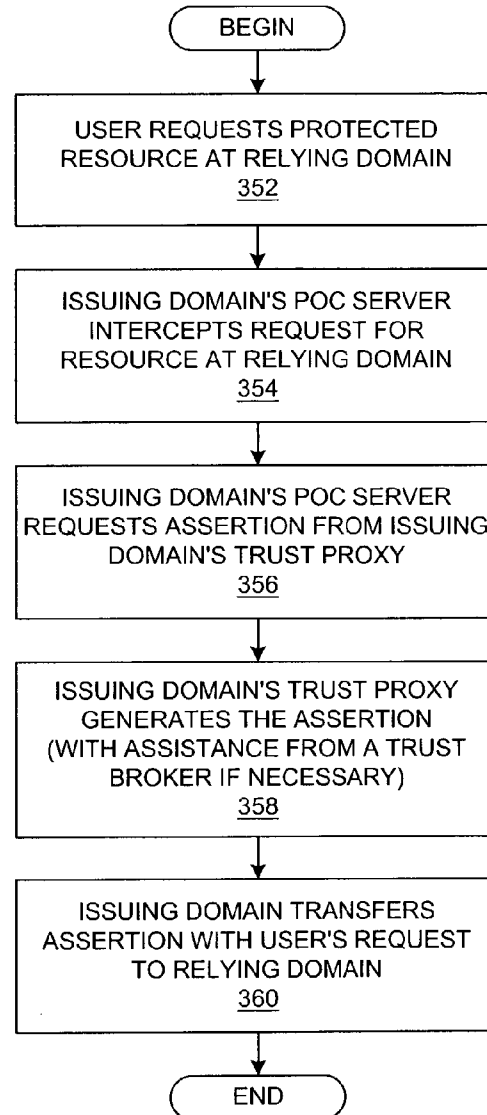 BEGIN
USER REQUESTS PROTECTED
RESOURCE AT RELYING DOMAIN
352
ISSUING DOMAIN'S POC SERVER
INTERCEPTS REQUEST FOR
RESOURCE AT RELYING DOMAIN
354
ISSUING DOMAIN'S POC SERVER
REQUESTS ASSERTION FROM ISSUING
DOMAIN'S TRUST PROXY
356
ISSUING DOMAIN'S TRUST PROXY
GENERATES THE ASSERTION
(WITH ASSISTANCE FROM A TRUST
BROKER IF NECESSARY)
358
ISSUING DOMAIN TRANSFERS
ASSERTION WITH USER'S REQUEST
TO RELYING DOMAIN
360
END